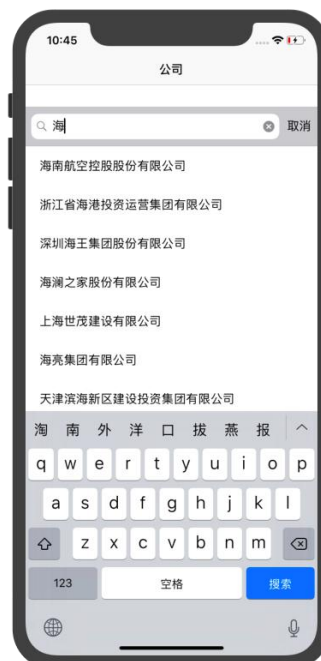 10:45
公司
海
取消
海南航空控股股份有限公司
浙江省海港投资运营集团有限公司
深圳海王集团股份有限公司
海澜之家股份有限公司
上海世茂建设有限公司
海亮集团有限公司
天津滨海新区建设投资集团有限公司
淘 南 外 洋 口 拔 燕 报
q w e r t y u i o p
a s d f g h j k l
z x c v b n m
123 空格 搜索